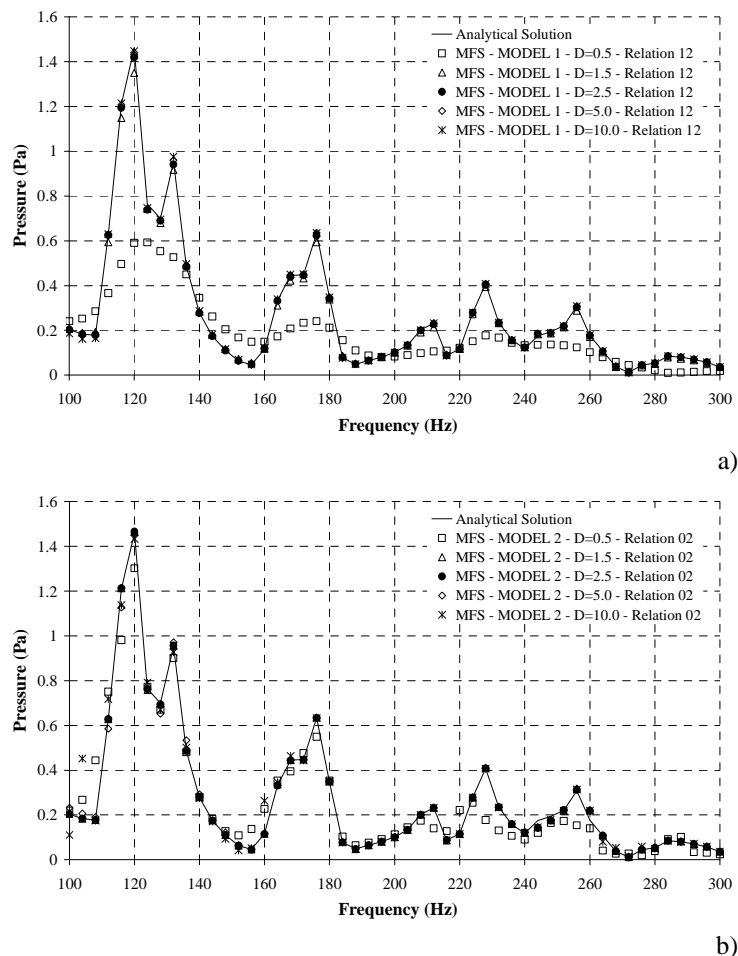 Analytical Solution
MFS - MODEL 1 - D=0.5 - Relation 12
MFS - MODEL 1 - D=1.5 - Relation 12
MFS - MODEL 1 - D=2.5 - Relation 12
MFS - MODEL 1 - D=5.0 - Relation 12
MFS - MODEL 1 - D=10.0 - Relation 12
Pressure (Pa)
1.6
1.4
1.2
1
0.8
0.6
0.4
0.2
0
100 120 140 160 180 200 220 240 260 280 300
Frequency (Hz)
a)
Analytical Solution
MFS - MODEL 2 - D=0.5 - Relation 02
MFS - MODEL 2 - D=1.5 - Relation 02
MFS - MODEL 2 - D=2.5 - Relation 02
MFS - MODEL 2 - D=5.0 - Relation 02
MFS - MODEL 2 - D=10.0 - Relation 02
Pressure (Pa)
1.6
1.4
1.2
1
0.8
0.6
0.4
0.2
0
100 120 140 160 180 200 220 240 260 280 300
Frequency (Hz)
b)